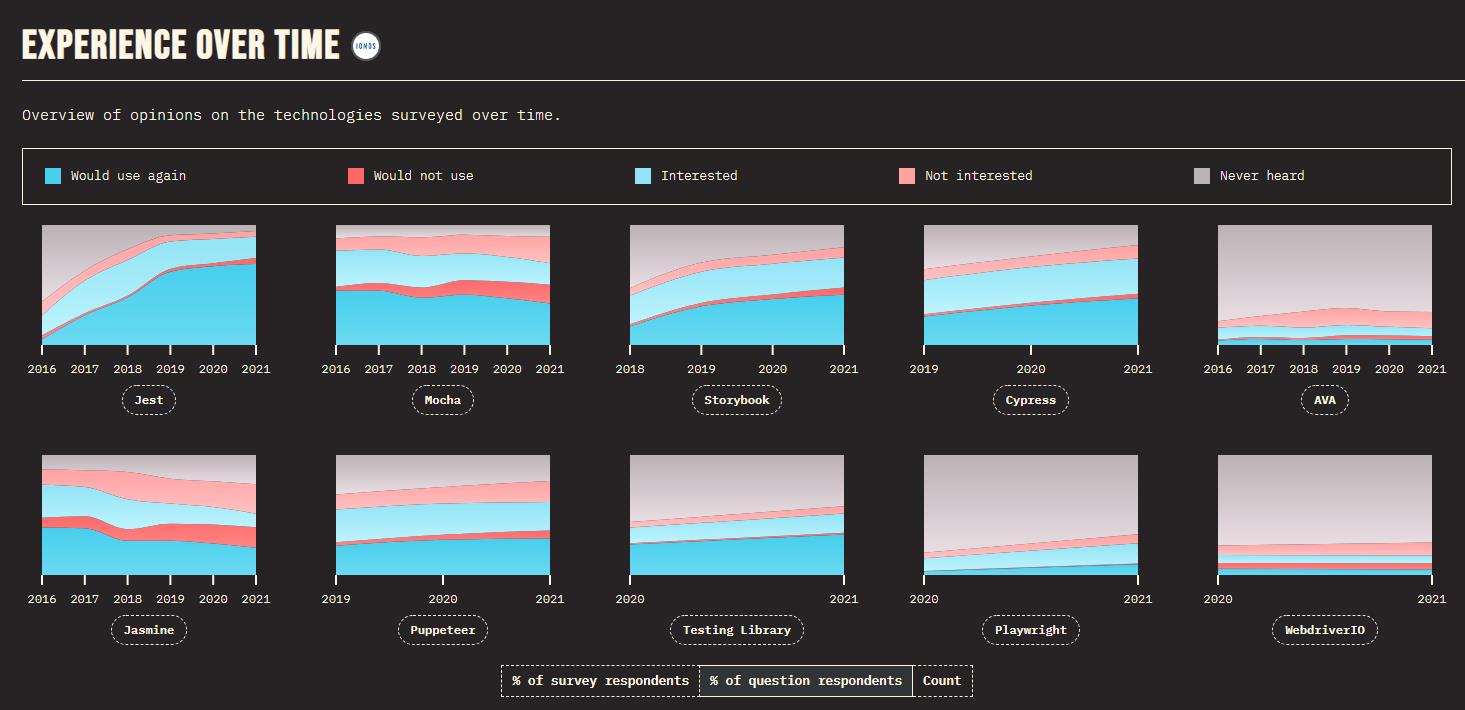 EXPERIENCE OVER TIME IOMOS
Overview of opinions on the technologies surveyed over time.
Would use again Would not use Interested Not interested Never heard
2016 2017 2018 2019 2020 2021 2016 2017 2018 2019 2020 2021 2018 2019 2020 2021 2019 2020 2021 2016 2017 2018 2019 2020 2021
Jest Mocha Storybook Cypress AVA
2016 2017 2018 2019 2020 2021 2019 2020 2021 2020 2021 2020 2021 2020 2021
Jasmine Puppeteer Testing Library Playwright WebdriverIO
% of survey respondents % of question respondents Count